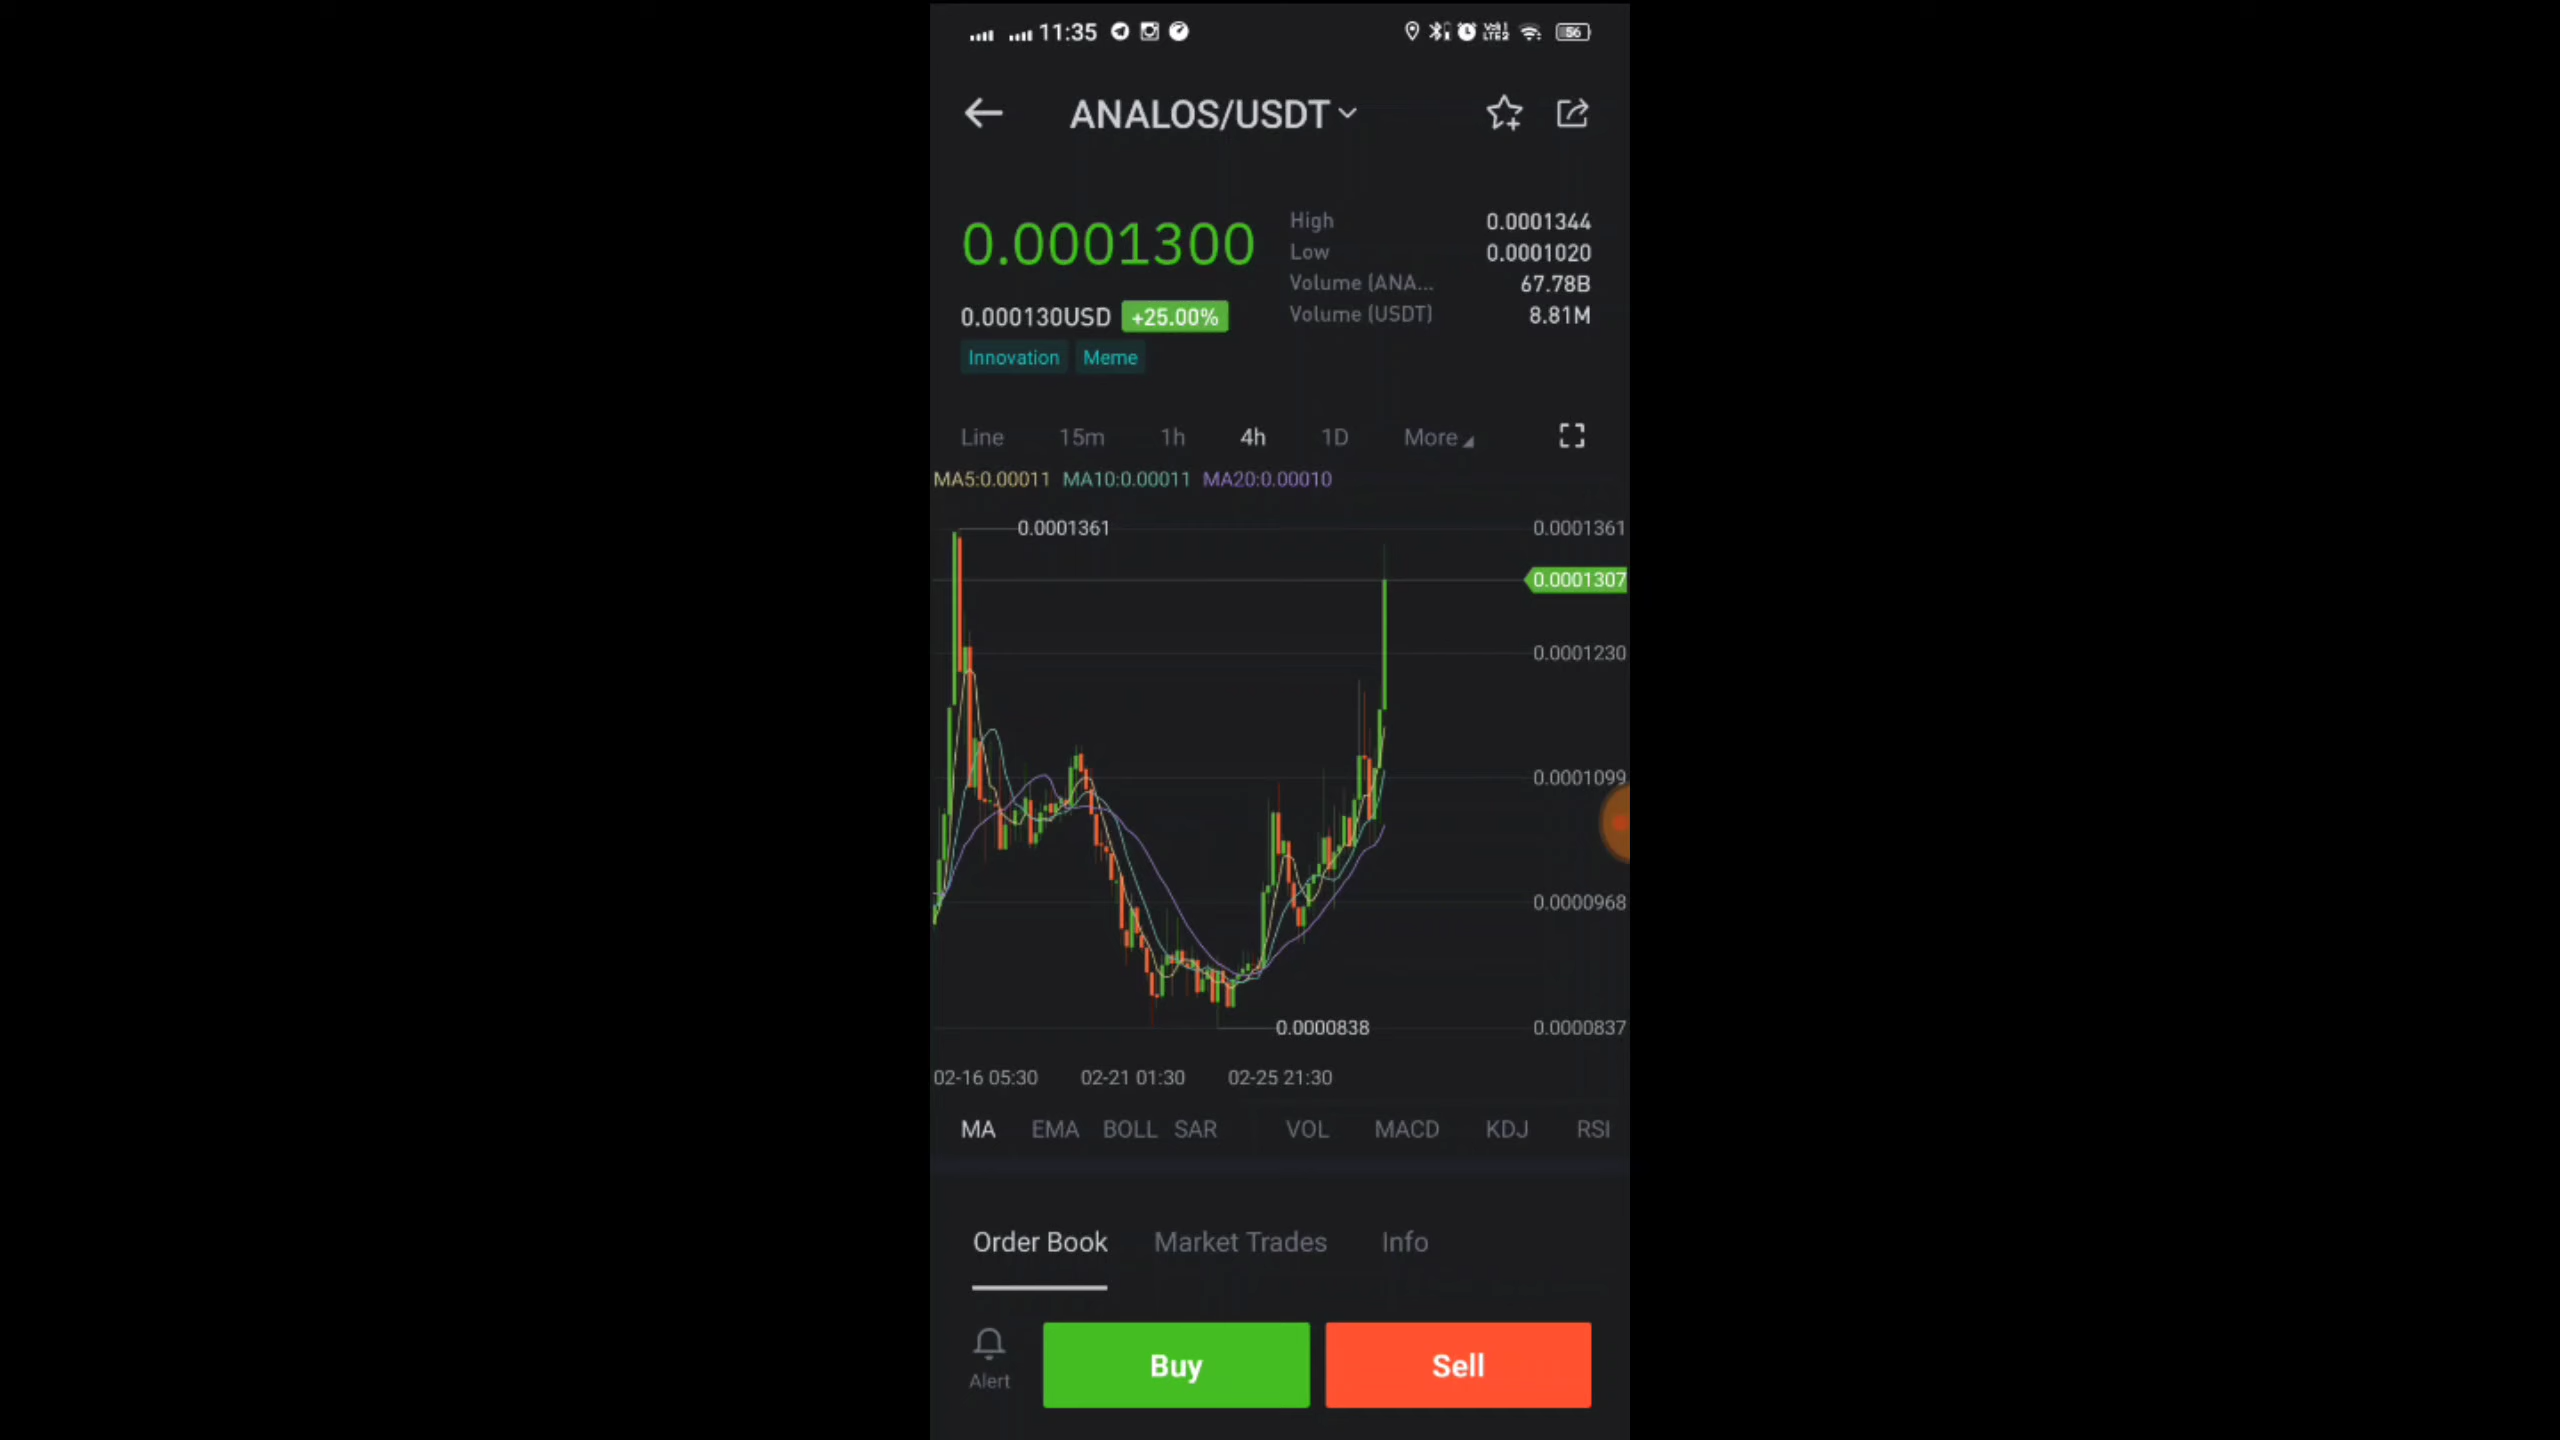 11:35 56
ANALOS/USDT
0.0001300
High 0.0001344
Low 0.0001020
Volume (ANA... 67.78B
Volume (USDT) 8.81M
0.000130USD +25.00%
Innovation Meme
Line 15m 1h 4h 1D More
MA5:0.00011 MA10:0.00011 MA20:0.00010
0.0001361 0.0001361
0.0001307
0.0001230
0.0001099
0.0000968
0.0000838 0.0000837
02-16 05:30 02-21 01:30 02-25 21:30
MA EMA BOLL SAR VOL MACD KDJ RSI
Order Book Market Trades Info
Alert Buy Sell